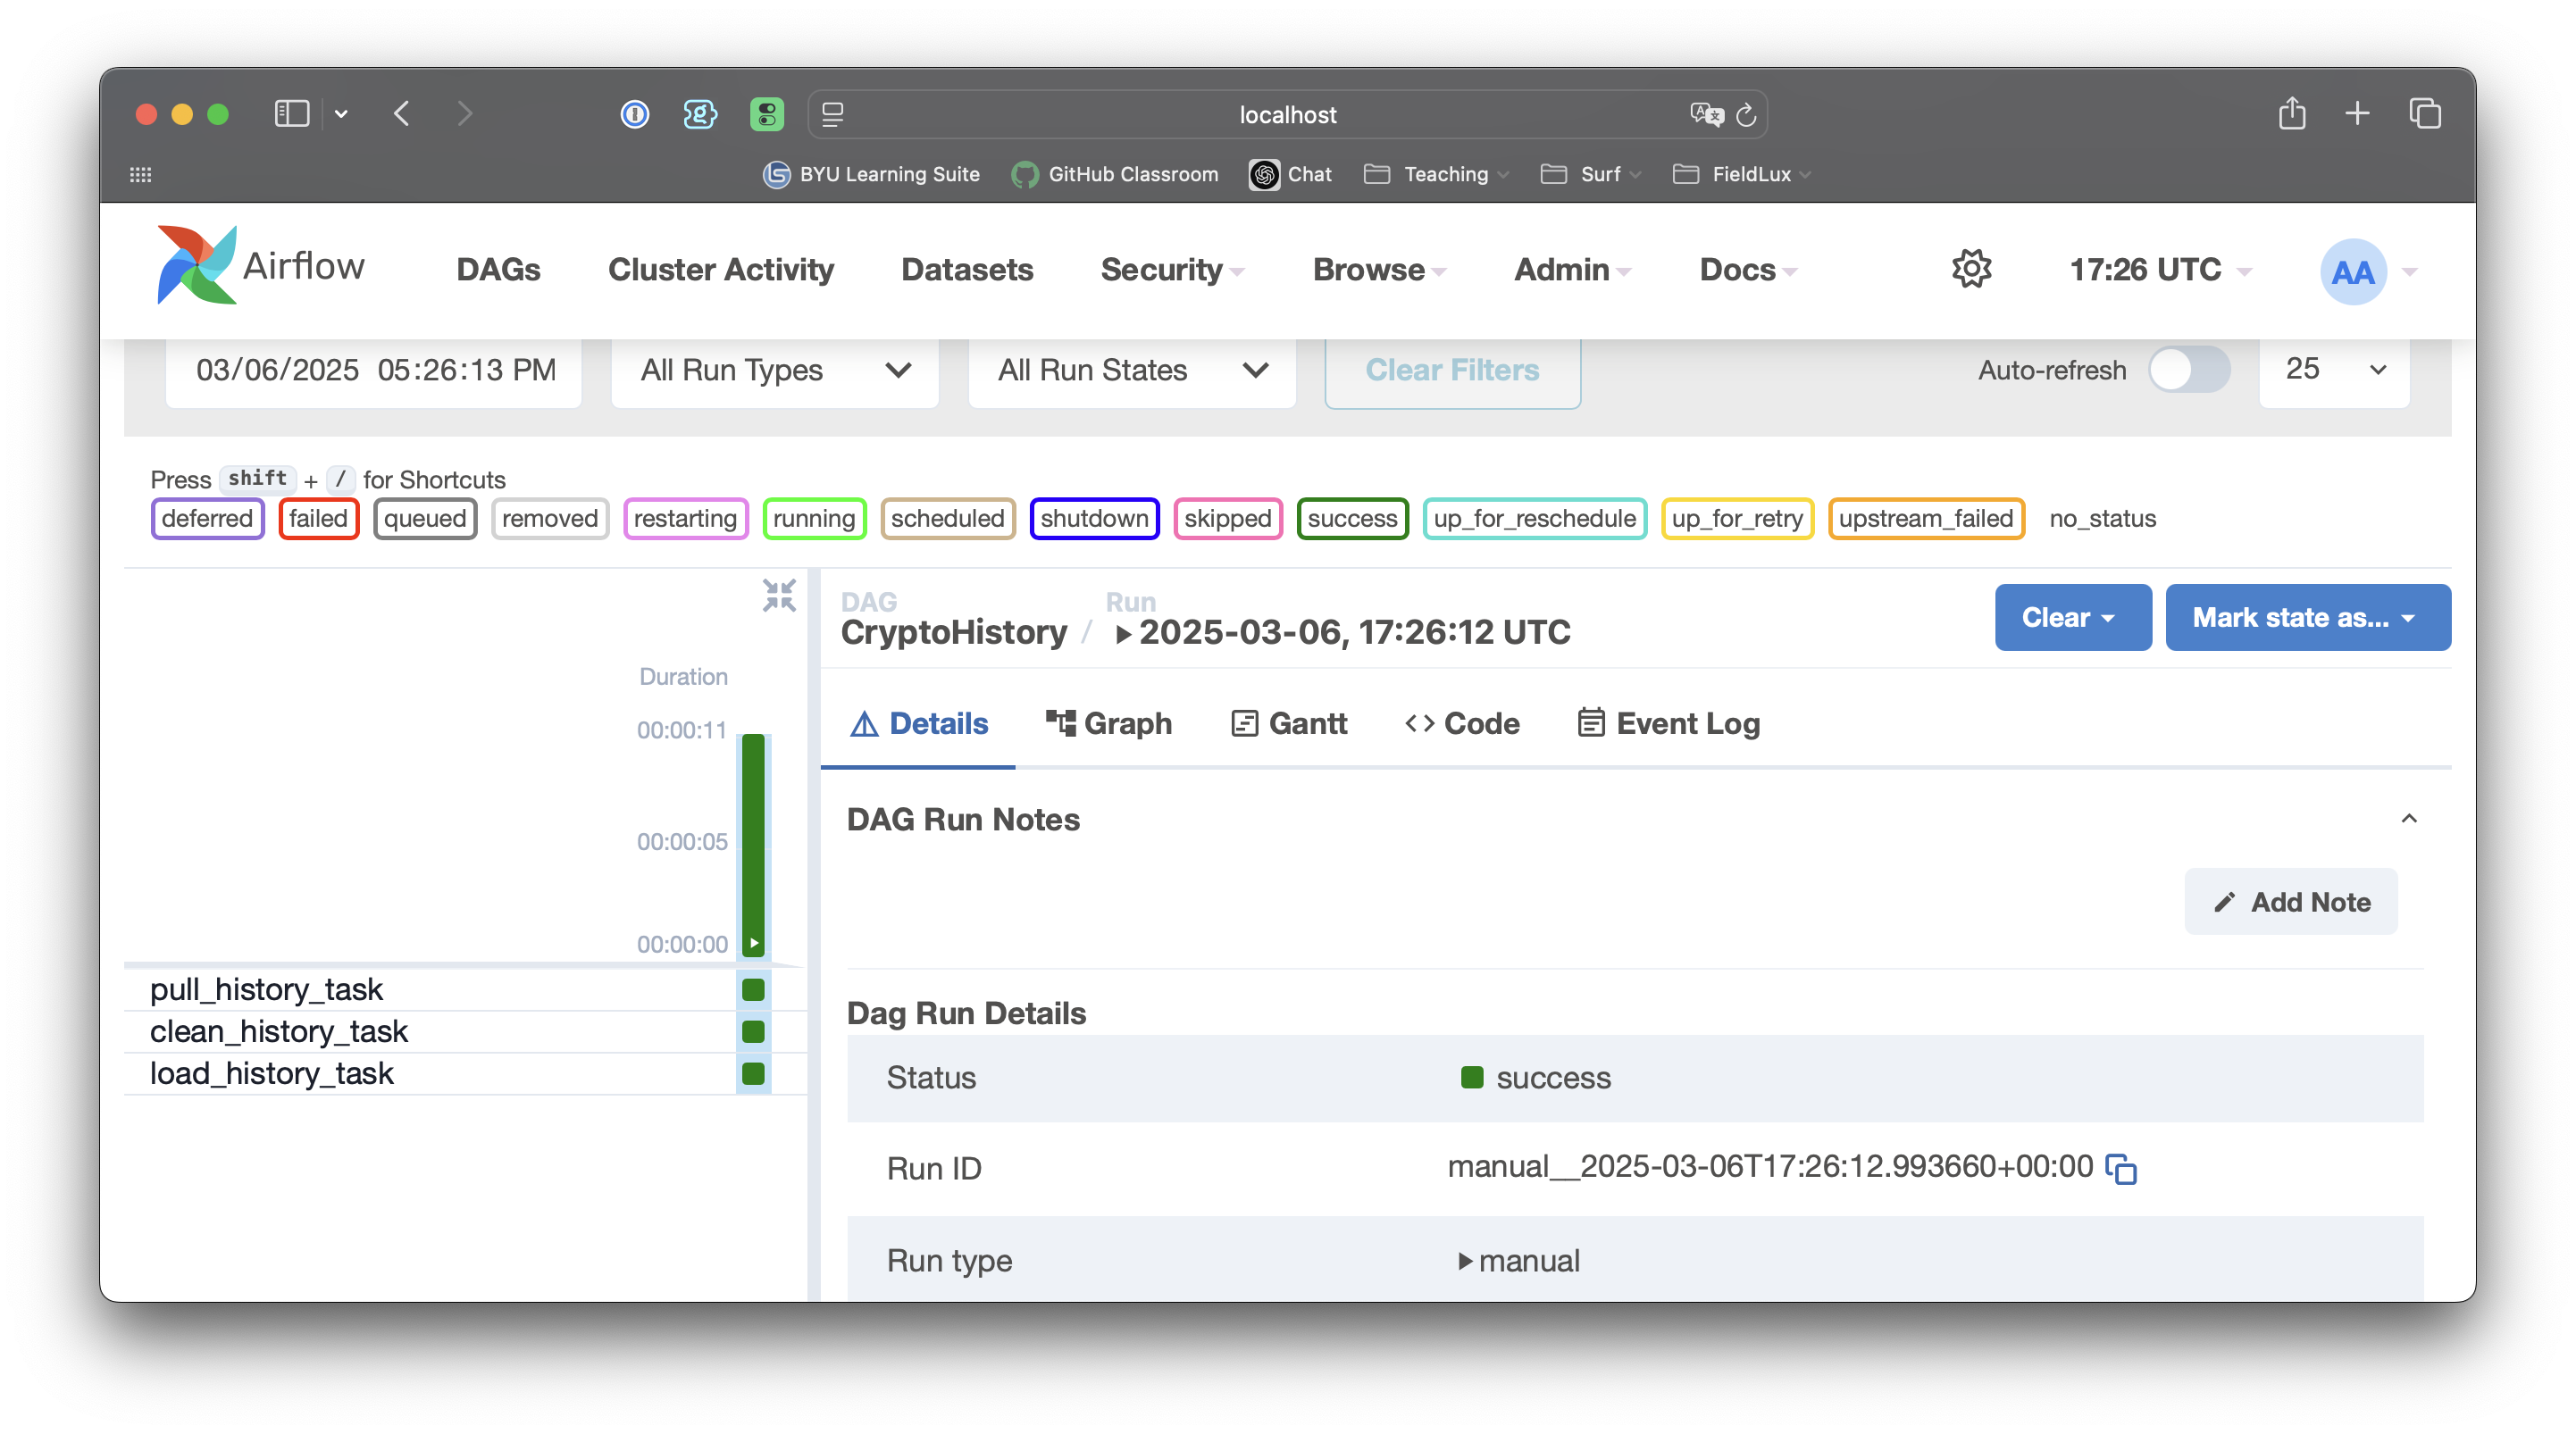 localhost
BYU Learning Suite GitHub Classroom Chat Teaching Surf FieldLux
Airflow DAGs Cluster Activity Datasets Security Browse Admin Docs 17:26 UTC AA
03/06/2025 05:26:13 PM All Run Types All Run States Clear Filters Auto-refresh 25
Press shift + / for Shortcuts
deferred failed queued removed restarting running scheduled shutdown skipped success up_for_reschedule up_for_retry upstream_failed no_status
DAG Run
CryptoHistory / 2025-03-06, 17:26:12 UTC
Clear Mark state as...
Duration
00:00:11
00:00:05
00:00:00
pull_history_task
clean_history_task
load_history_task
Details Graph Gantt Code Event Log
DAG Run Notes
Add Note
Dag Run Details
Status success
Run ID manual__2025-03-06T17:26:12.993660+00:00
Run type manual